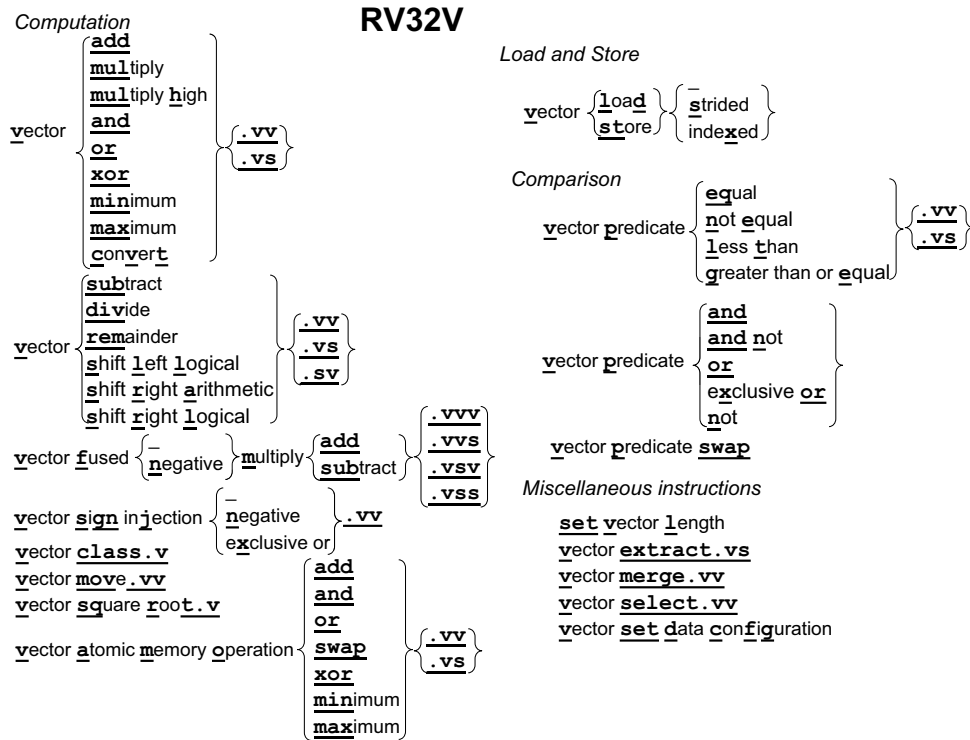 RV32V
Computation
add
multiply
multiply high
and
vector
or
xor
minimum
maximum
convert
.vv
.vs
subtract
divide
remainder
vector
shift left logical
shift right arithmetic
shift right logical
.vv
.vs
.sv
vector fused
–
negative
multiply
add
subtract
.vvv
.vvs
.vsv
.vss
vector sign injection
–
negative
exclusive or
.vv
vector class.v
vector move.vv
vector square root.v
vector atomic memory operation
add
and
or
swap
xor
minimum
maximum
.vv
.vs
Load and Store
vector
load
store
–
strided
indexed
Comparison
vector predicate
equal
not equal
less than
greater than or equal
.vv
.vs
vector predicate
and
and not
or
exclusive or
not
vector predicate swap
Miscellaneous instructions
set vector length
vector extract.vs
vector merge.vv
vector select.vv
vector set data configuration